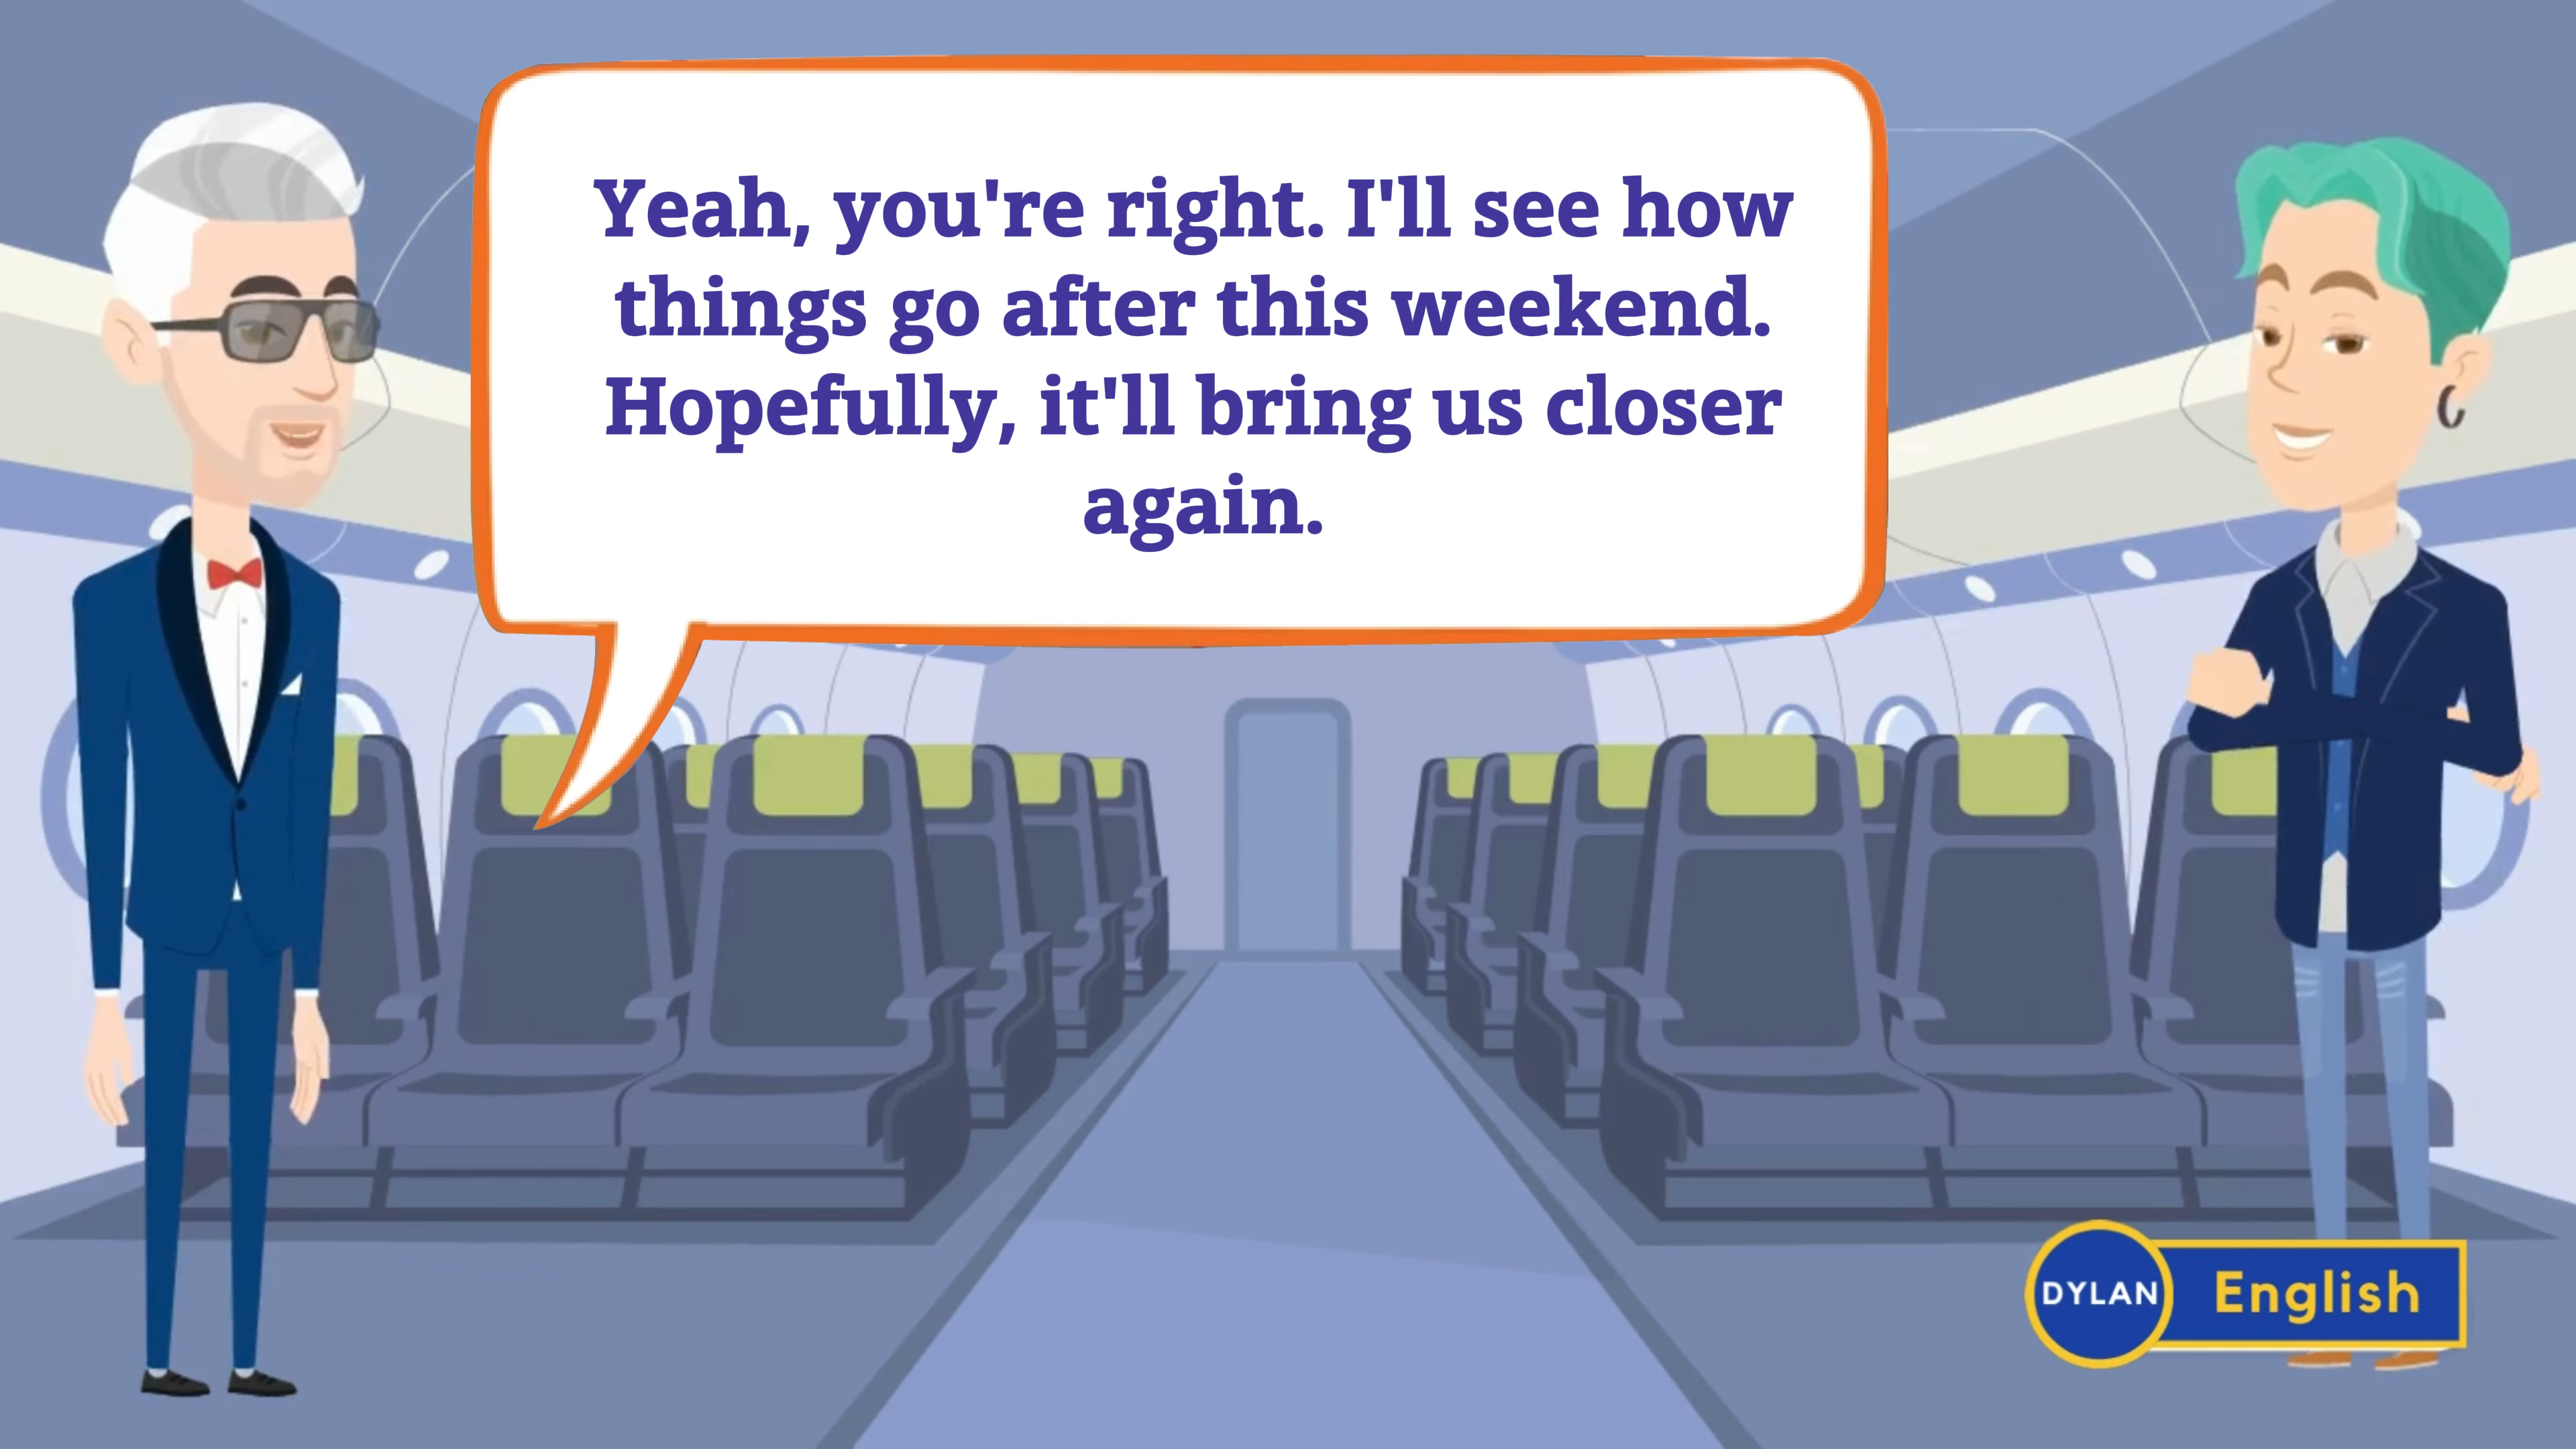 Yeah, you're right. I'll see how
things go after this weekend.
Hopefully, it'll bring us closer
again.
DYLAN English